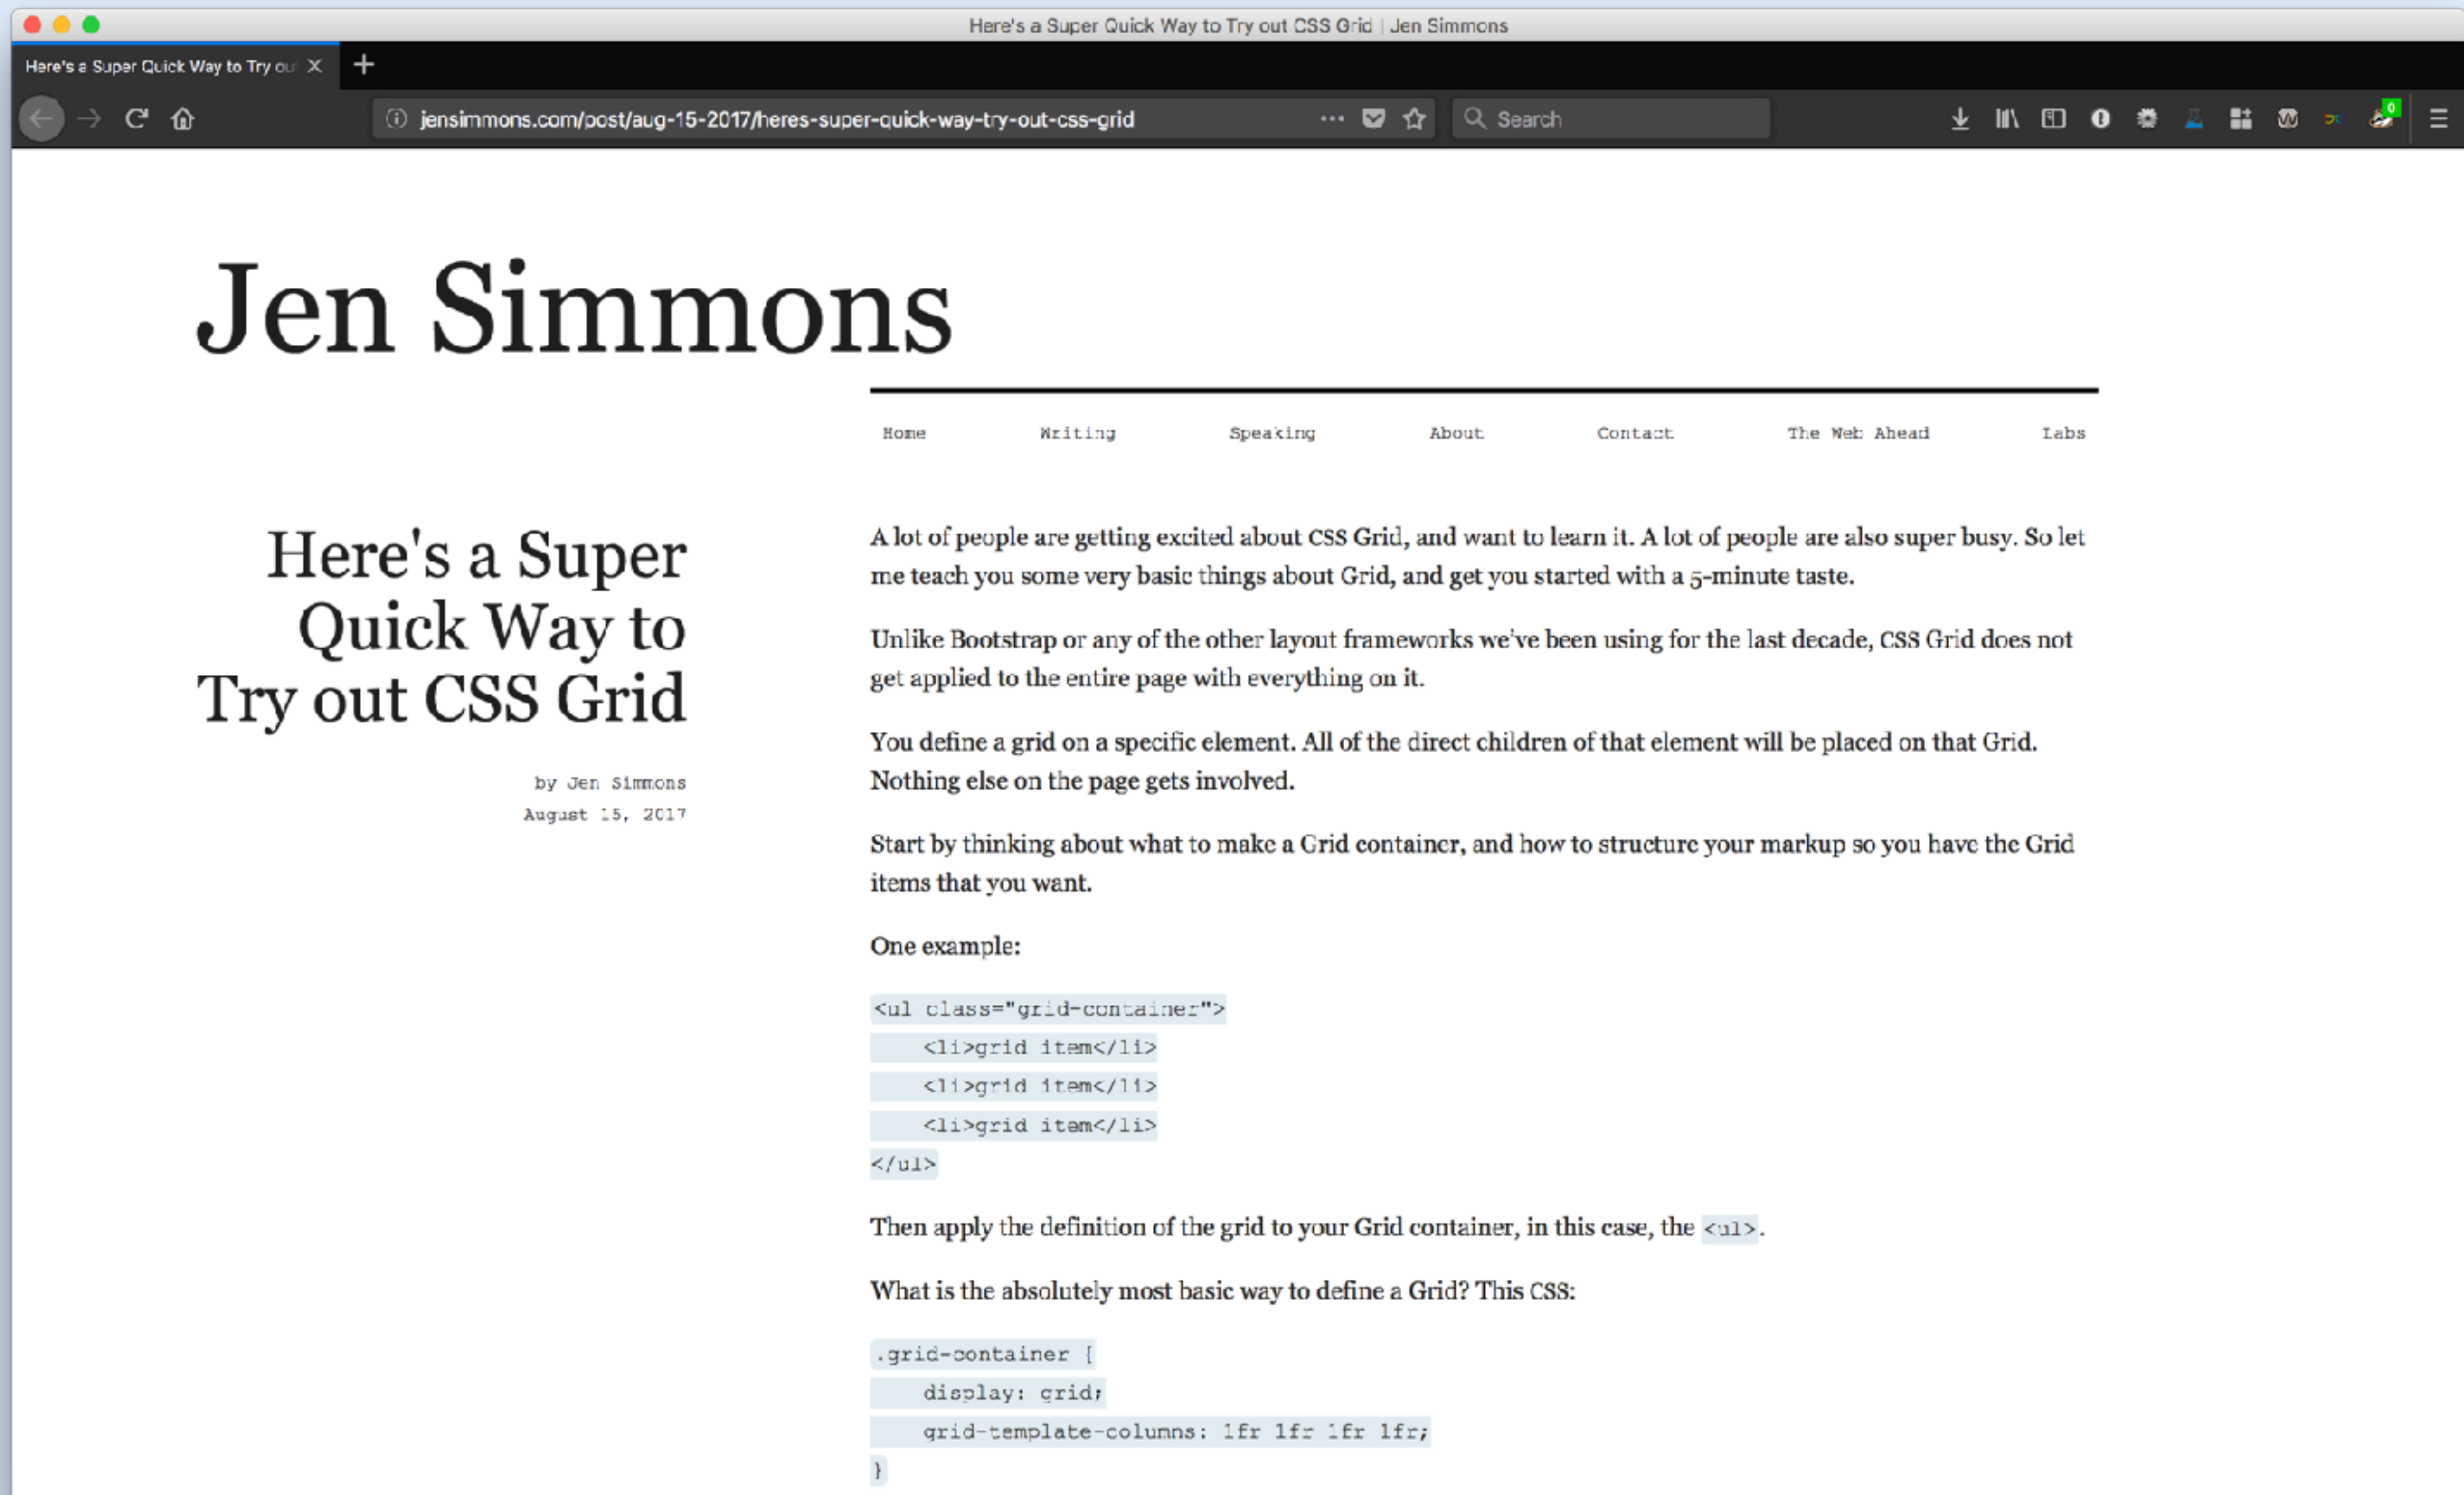 Here's a Super Quick Way to Try out CSS Grid | Jen Simmons
Here's a Super Quick Way to Try ou
jensimmons.com/post/aug-15-2017/heres-super-quick-way-try-out-css-grid
Search
0
Jen Simmons
Home Writing Speaking About Contact The Web Ahead Labs
Here's a Super
Quick Way to
Try out CSS Grid
by Jen Simmons
August 15, 2017
A lot of people are getting excited about CSS Grid, and want to learn it. A lot of people are also super busy. So let
me teach you some very basic things about Grid, and get you started with a 5-minute taste.
Unlike Bootstrap or any of the other layout frameworks we've been using for the last decade, CSS Grid does not
get applied to the entire page with everything on it.
You define a grid on a specific element. All of the direct children of that element will be placed on that Grid.
Nothing else on the page gets involved.
Start by thinking about what to make a Grid container, and how to structure your markup so you have the Grid
items that you want.
One example:
<ul class="grid-container">
<li>grid item</li>
<li>grid item</li>
<li>grid item</li>
</ul>
Then apply the definition of the grid to your Grid container, in this case, the <ul>.
What is the absolutely most basic way to define a Grid? This CSS:
.grid-container {
display: grid;
grid-template-columns: 1fr 1fr 1fr 1fr;
}